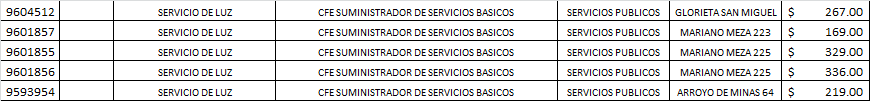 9604512 SERVICIO DE LUZ CFE SUMINISTRADOR DE SERVICIOS BASICOS SERVICIOS PUBLICOS GLORIETA SAN MIGUEL $ 267.00
9601857 SERVICIO DE LUZ CFE SUMINISTRADOR DE SERVICIOS BASICOS SERVICIOS PUBLICOS MARIANO MEZA 223 $ 169.00
9601855 SERVICIO DE LUZ CFE SUMINISTRADOR DE SERVICIOS BASICOS SERVICIOS PUBLICOS MARIANO MEZA 225 $ 329.00
9601856 SERVICIO DE LUZ CFE SUMINISTRADOR DE SERVICIOS BASICOS SERVICIOS PUBLICOS MARIANO MEZA 225 $ 336.00
9593954 SERVICIO DE LUZ CFE SUMINISTRADOR DE SERVICIOS BASICOS SERVICIOS PUBLICOS ARROYO DE MINAS 64 $ 219.00